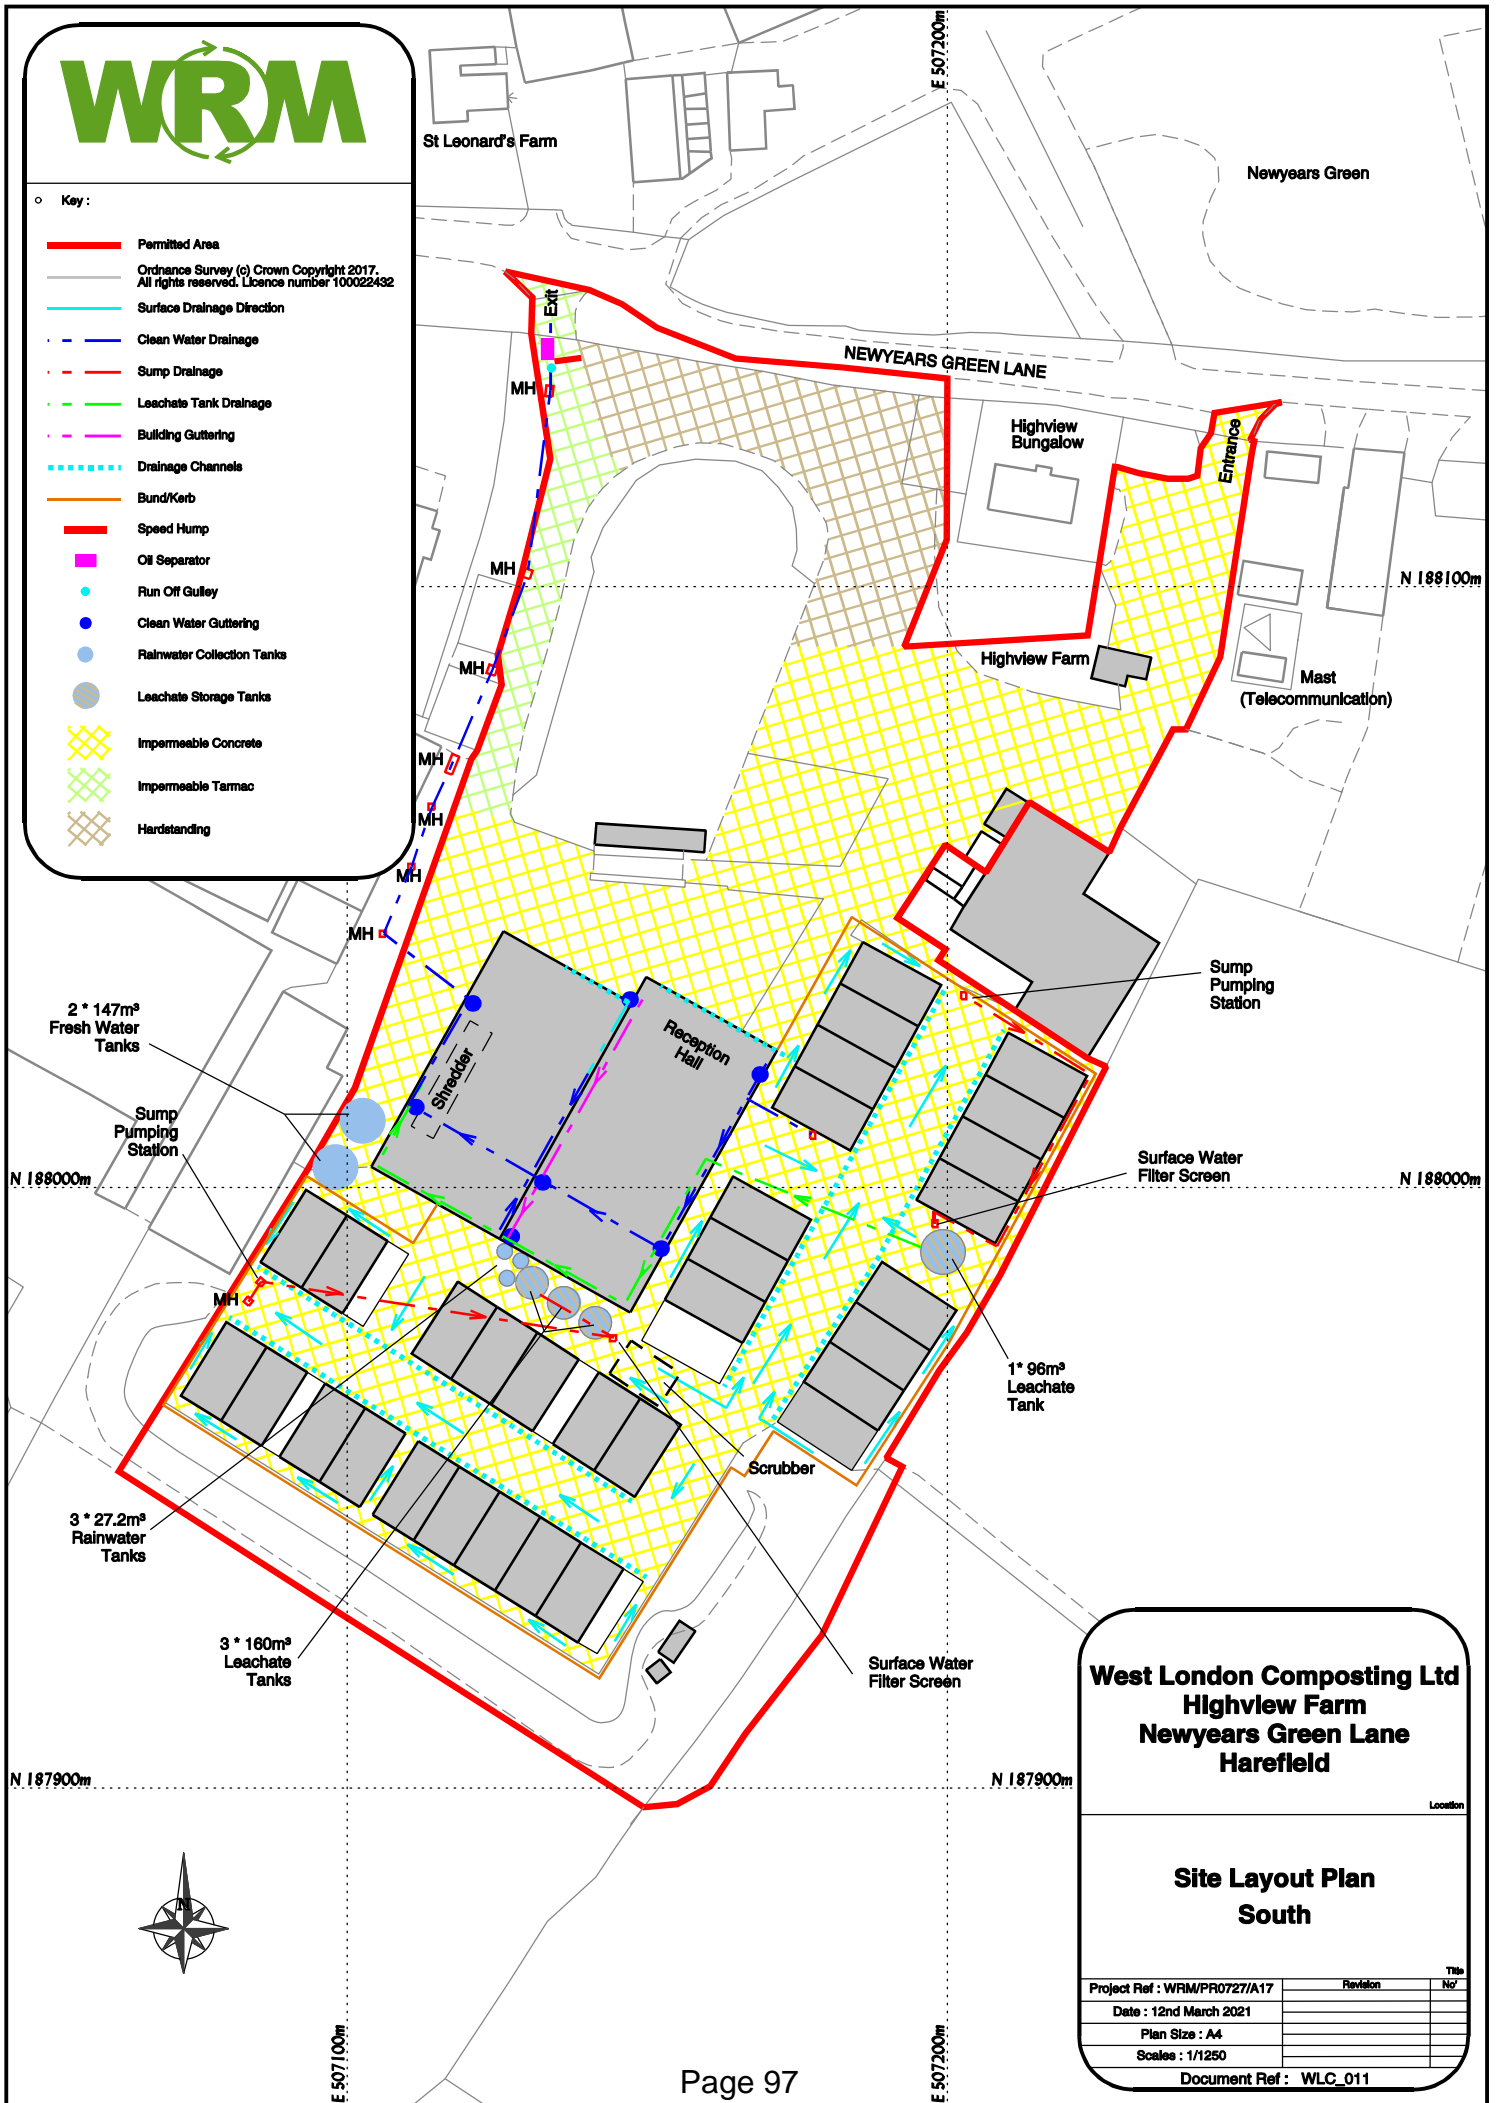 WRM
Key :
Permitted Area
Ordnance Survey (c) Crown Copyright 2017.
All rights reserved. Licence number 100022432
Surface Drainage Direction
Clean Water Drainage
Sump Drainage
Leachate Tank Drainage
Building Guttering
Drainage Channels
Bund/Kerb
Speed Hump
Oil Separator
Run Off Gulley
Clean Water Guttering
Rainwater Collection Tanks
Leachate Storage Tanks
Impermeable Concrete
Impermeable Tarmac
Hardstanding
St Leonard's Farm
E 507200m
Newyears Green
Exit
NEWYEARS GREEN LANE
MH
Highview
Bungalow
Entrance
MH
N 188100m
MH
Highview Farm
Mast
(Telecommunication)
MH
MH
MH
MH
Sump
Pumping
Station
2 * 147m³
Fresh Water
Tanks
Reception
Hall
Shredder
Sump
Pumping
Station
Surface Water
Filter Screen
N 188000m
N 188000m
MH
1* 96m³
Leachate
Tank
Scrubber
3 * 27.2m³
Rainwater
Tanks
3 * 160m³
Leachate
Tanks
Surface Water
Filter Screen
N 187900m
N 187900m
West London Composting Ltd
Highview Farm
Newyears Green Lane
Harefield
Location
Site Layout Plan
South
Title
Project Ref : WRM/PR0727/A17
Revision
No'
Date : 12nd March 2021
Plan Size : A4
Scales : 1/1250
Document Ref : WLC_011
N
E 507100m
E 507200m
Page 97